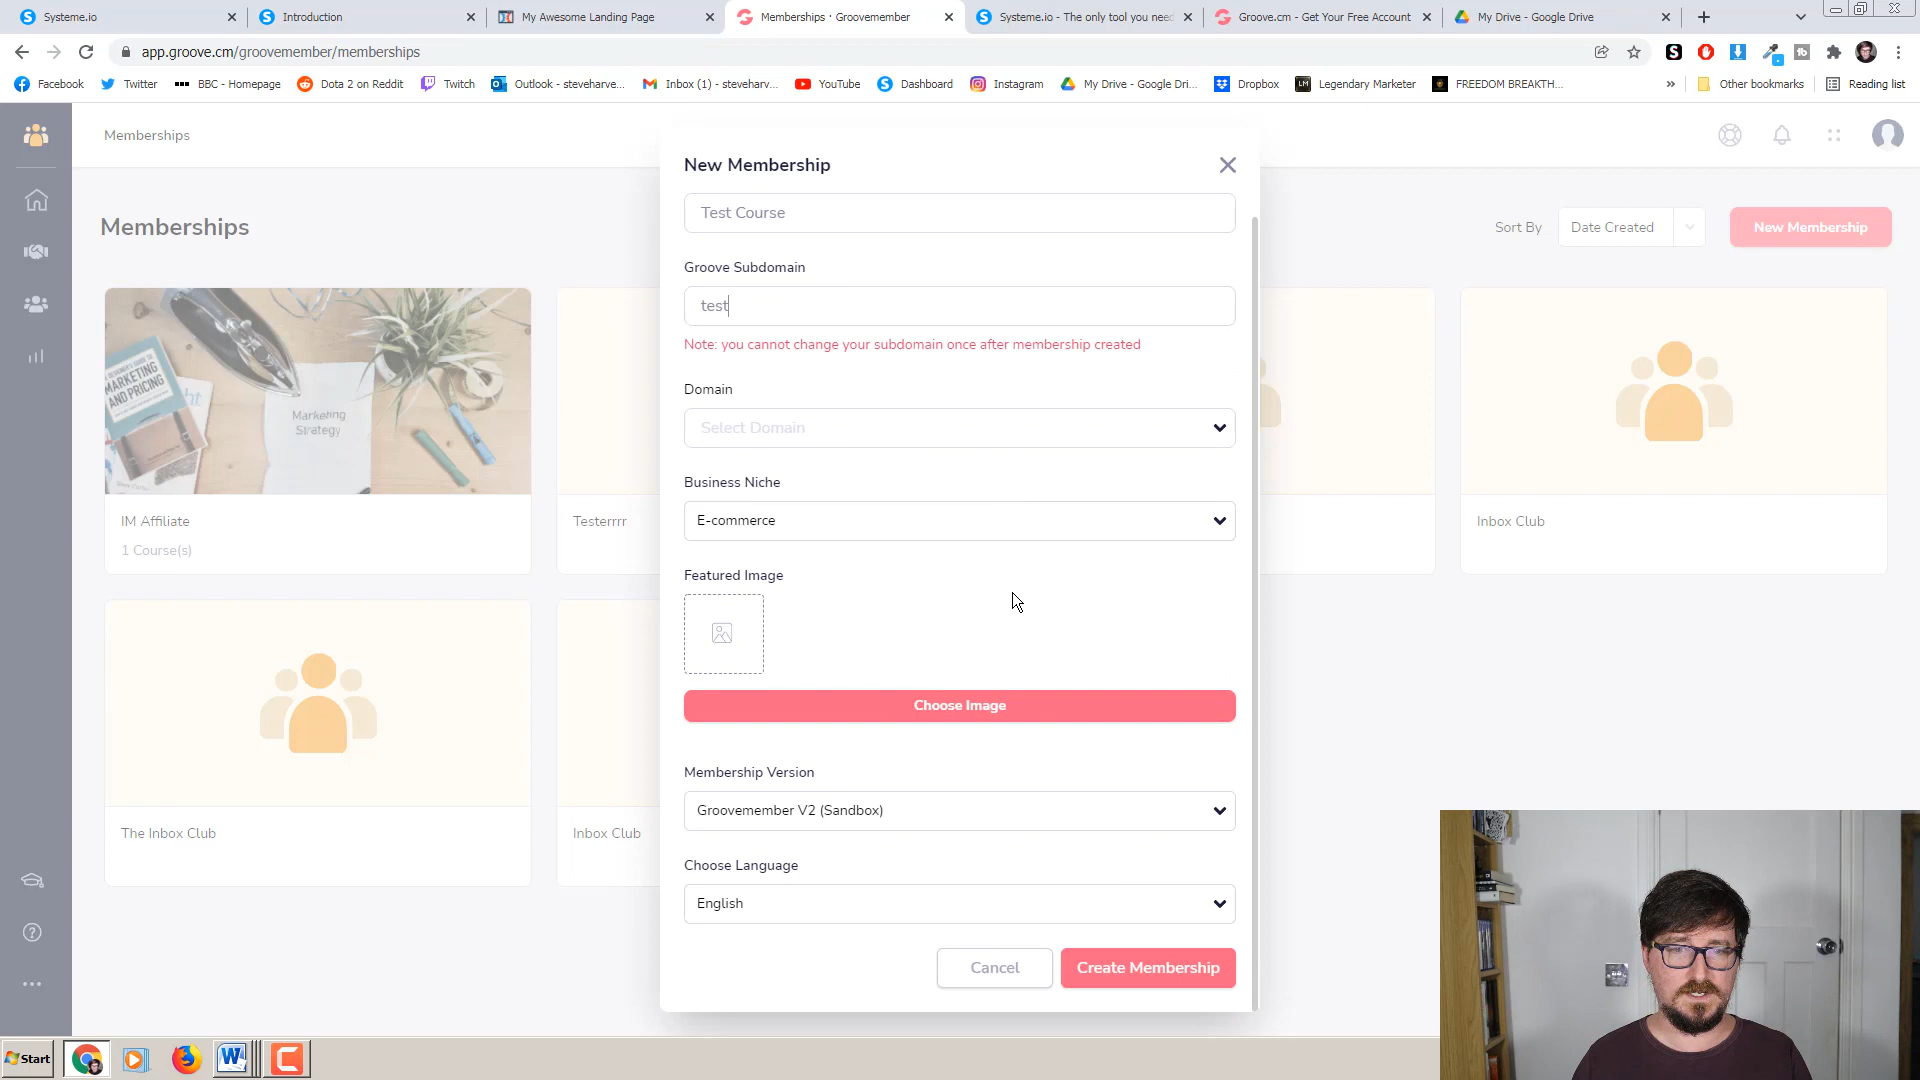 Systeme.io
Introduction
My Awesome Landing Page
Memberships · Groovemember
Systeme.io - The only tool you need
Groove.cm - Get Your Free Account
My Drive - Google Drive
app.groove.cm/groovemember/memberships
Facebook
Twitter
BBC - Homepage
Dota 2 on Reddit
Twitch
Outlook - steveharve...
Inbox (1) - steveharv...
YouTube
Dashboard
Instagram
My Drive - Google Dri...
Dropbox
Legendary Marketer
FREEDOM BREAKTH...
»
Other bookmarks
Reading list
Memberships
Memberships
Sort By
Date Created
New Membership
New Membership
Test Course
Groove Subdomain
test
Note: you cannot change your subdomain once after membership created
Domain
Select Domain
Business Niche
E-commerce
Featured Image
Choose Image
Membership Version
Groovemember V2 (Sandbox)
Choose Language
English
Cancel
Create Membership
MARKETING
AND PRICING
Marketing
Strategy
IM Affiliate
1 Course(s)
Testerrrr
Inbox Club
The Inbox Club
Inbox Club
Start